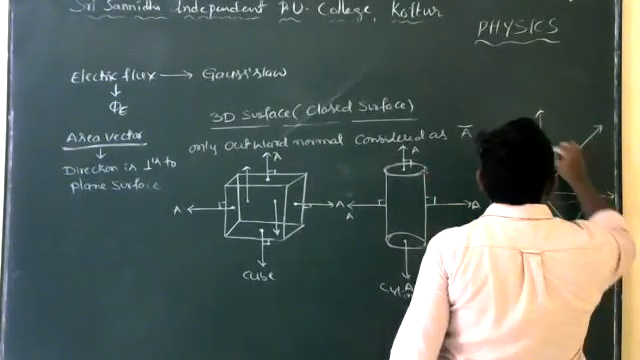 Sri Sannidhi Independent P.U. College, Kottur
PHYSICS
Electric flux → Gauss's law
ΦE
3D Surface (Closed Surface)
Area vector
only outward normal Considered as A
Direction is ⊥r to
plane surface
A
A
A
A
A
A
A
Cube